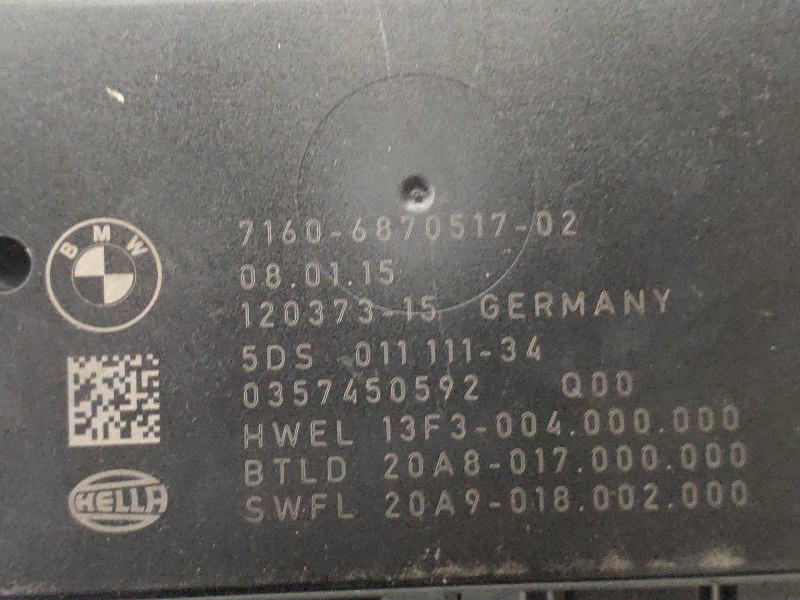 BMW
7160-6870517-02
08.01.15
120373-15 GERMANY
5DS 011 111-34
0357450592 Q00
HWEL 13F3-004.000.000
BTLD 20A8-017.000.000
SWFL 20A9-018.002.000
HELLA